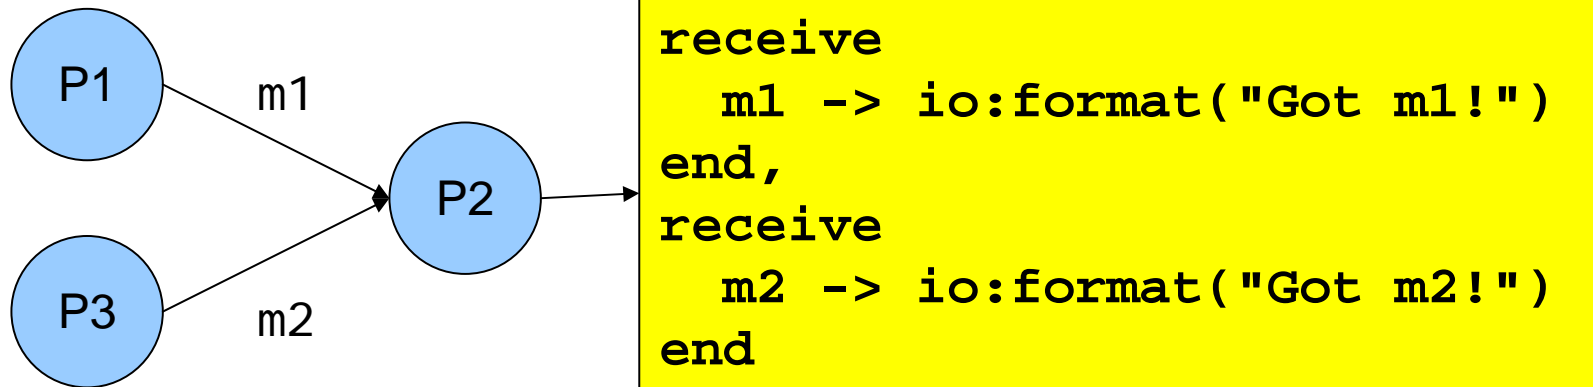 P1
m1
P2
P3
m2
receive
  m1 -> io:format("Got m1!")
end,
receive
  m2 -> io:format("Got m2!")
end